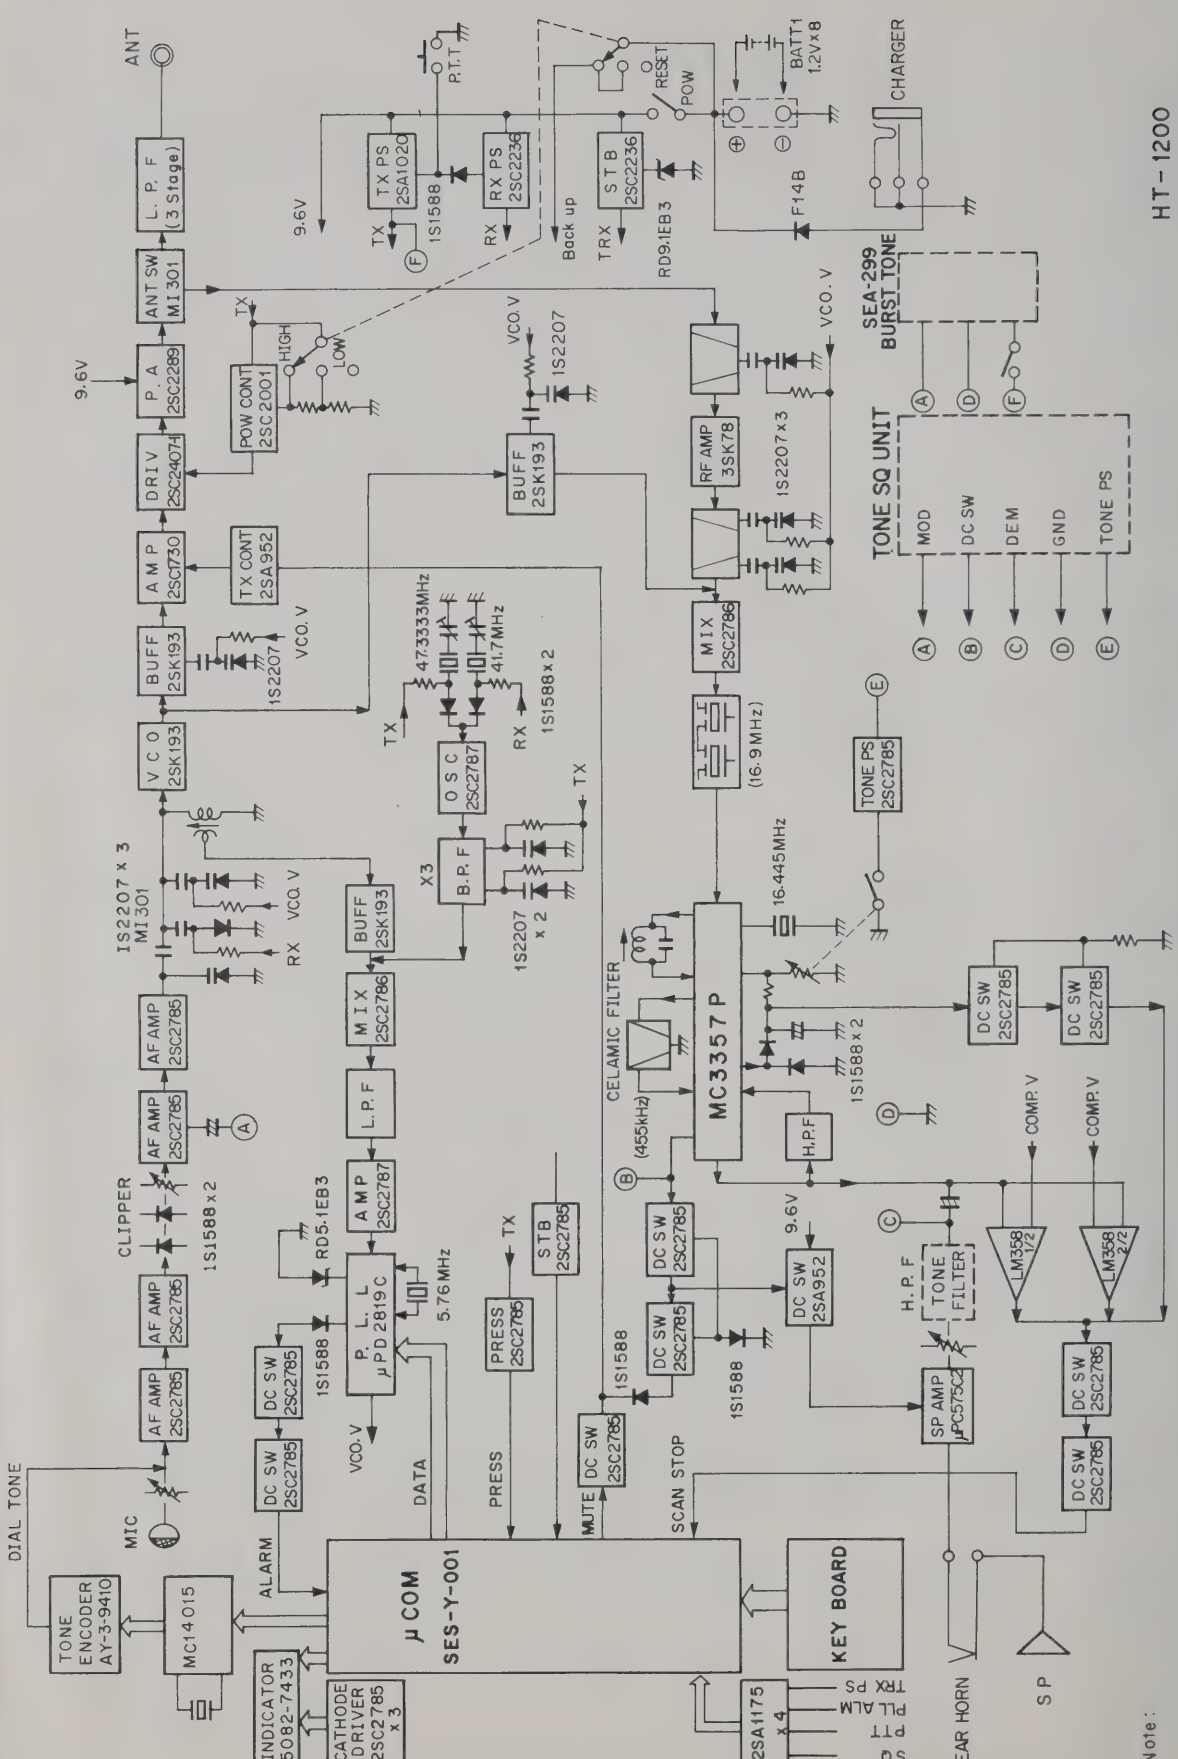 DIAL TONE
TONE
ENCODER
AY-3-9410
MC14015
MIC
AF AMP
2SC2785
AF AMP
2SC2785
CLIPPER
1S1588 x 2
AF AMP
2SC2785
A
AF AMP
2SC2785
IS2207 x 3
MI301
RX
VCO. V
V C O
2SK193
BUFF
2SK193
1S2207
VCO. V
AMP
2SC1730
TX CONT
2SA952
DRIV
2SC2407
9.6V
P. A
2SC2289
POW CONT
2SC2001
HIGH
LOW
TX
ANT SW
MI301
L. P. F
(3 Stage)
ANT
ALARM
DC SW
2SC2785
DC SW
2SC2785
1S1588
RD5.1EB3
VCO. V
P. L. L
μPD 2819 C
5.76 MHz
AMP
2SC2787
L. P. F
MIX
2SC2786
BUFF
2SK193
X3
B. P. F
1S2207
x 2
TX
OSC
2SC2787
TX
RX
47.3333MHz
41.7MHz
1S1588 x 2
BUFF
2SK193
VCO. V
1S2207
9.6V
TX PS
2SA1020
TX
F
1S1588
P.T.T
RX PS
2SC2236
RX
Back up
STB
2SC2236
TRX
RD9.1EB3
RESET
POW
BATT1
1.2V x 8
+
-
F14B
CHARGER
INDICATOR
5082-7433
CATHODE
DRIVER
2SC2785
x 3
μ COM
SES-Y-001
DATA
PRESS
PRESS
2SC2785
TX
STB
2SC2785
MUTE
DC SW
2SC2785
SCAN STOP
1S1588
DC SW
2SC2785
DC SW
2SC2785
1S1588
B
DC SW
2SA952
9.6V
H.P.F
CELAMIC FILTER
(455kHz)
MC3357P
1S1588 x 2
16.445MHz
(16.9MHz)
MIX
2SC2786
RF AMP
3SK78
1S2207 x 3
VCO. V
KEY BOARD
2SA1175
x 4
TRX PS
PLL ALM
PTT
EAR HORN
S P
SP AMP
μPC575C2
H. P. F
TONE
FILTER
C
D
LM358
1/2
LM358
2/2
COMP. V
COMP. V
DC SW
2SC2785
DC SW
2SC2785
DC SW
2SC2785
DC SW
2SC2785
TONE PS
2SC2785
E
TONE SQ UNIT
A
MOD
B
DC SW
C
DEM
D
GND
E
TONE PS
A
D
F
SEA-299
BURST TONE
Note :
HT-1200